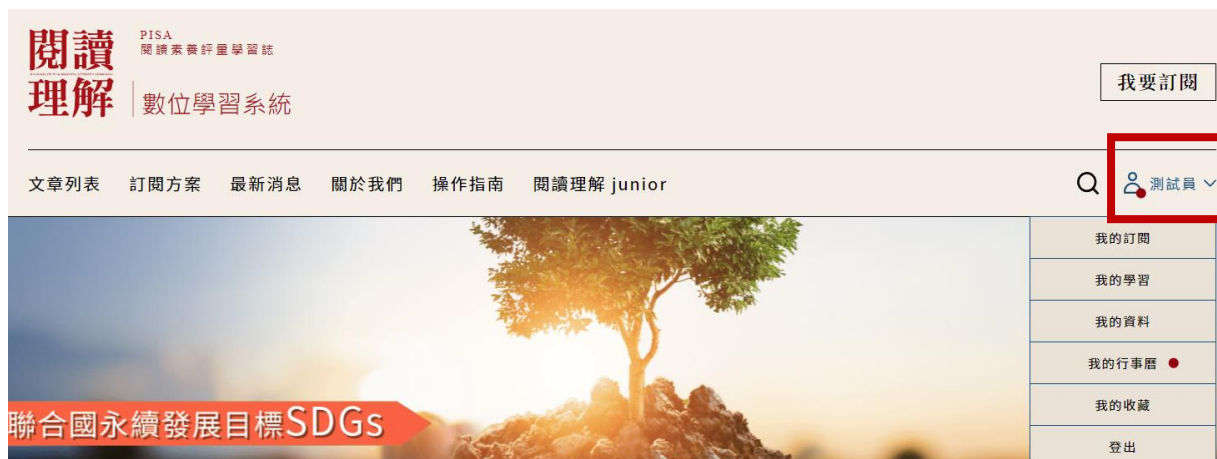 閱讀
理解
PISA
閱讀素養評量學習誌
數位學習系統
我要訂閱
文章列表 訂閱方案 最新消息 關於我們 操作指南 閱讀理解 junior
測試員
我的訂閱
我的學習
我的資料
我的行事曆
我的收藏
登出
聯合國永續發展目標SDGs